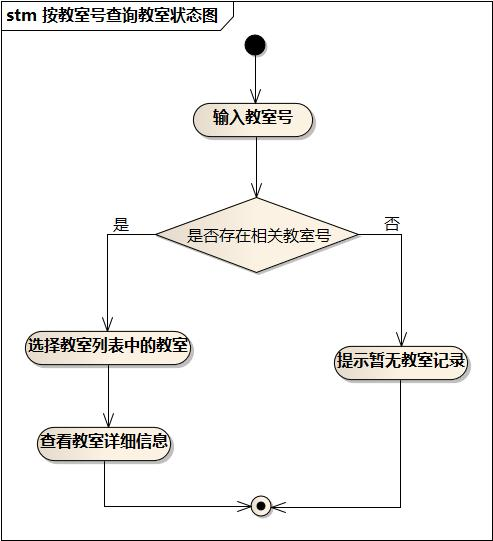 stm 按教室号查询教室状态图
输入教室号
是否存在相关教室号
是
否
选择教室列表中的教室
提示暂无教室记录
查看教室详细信息